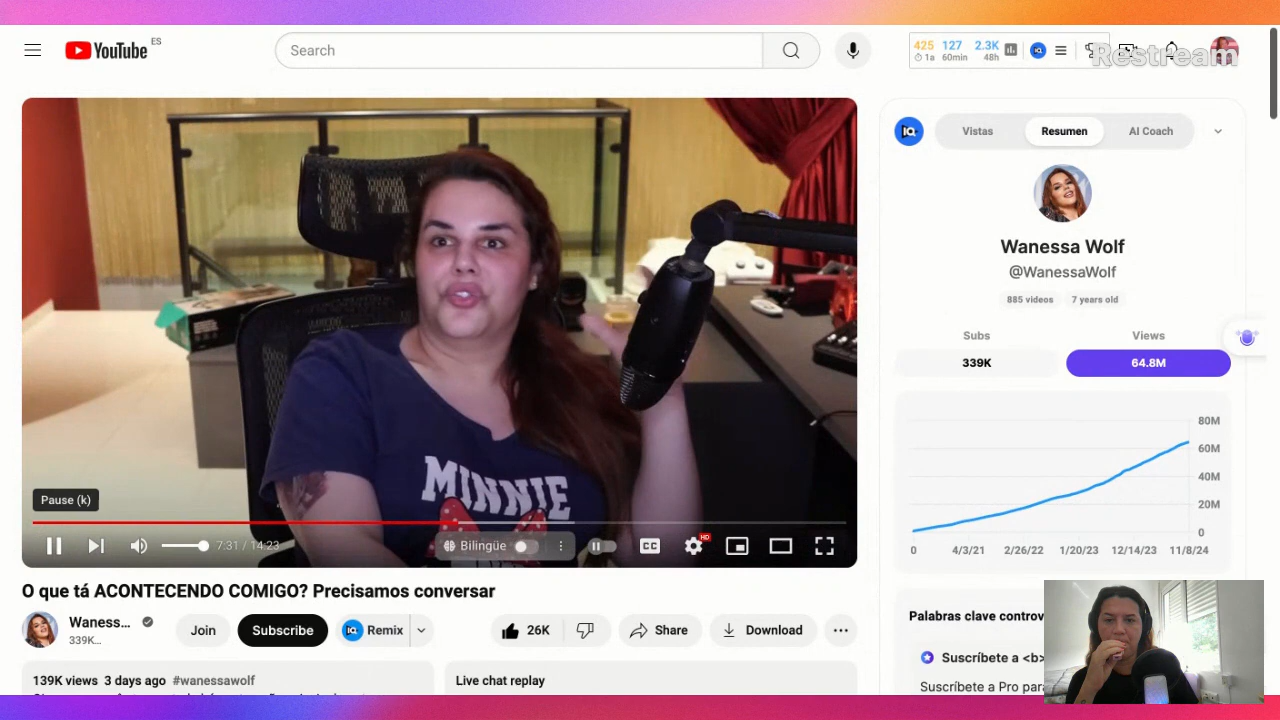 YouTube ES
Search
425 127 2.3K
1a 60min 48h
Restream
IQ
Vistas
Resumen
AI Coach
Wanessa Wolf
@WanessaWolf
885 videos
7 years old
Subs
Views
339K
64.8M
80M
60M
40M
20M
0
0 4/3/21 2/26/22 1/20/23 12/14/23 11/8/24
MINNIE
Pause (k)
7:31 / 14:23
Bilingüe
CC
HD
O que tá ACONTECENDO COMIGO? Precisamos conversar
Waness...
339K...
Join
Subscribe
IQ
Remix
26K
Share
Download
139K views 3 days ago #wanessawolf
Live chat replay
Palabras clave controv
Suscríbete a <b>
Suscríbete a Pro para